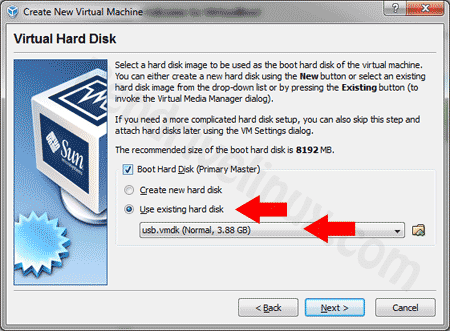 Create New Virtual Machine
Virtual Hard Disk
Select a hard disk image to be used as the boot hard disk of the virtual machine.
You can either create a new hard disk using the New button or select an existing
hard disk image from the drop-down list or by pressing the Existing button (to
invoke the Virtual Media Manager dialog).
If you need a more complicated hard disk setup, you can also skip this step and
attach hard disks later using the VM Settings dialog.
The recommended size of the boot hard disk is 8192 MB.
Boot Hard Disk (Primary Master)
Create new hard disk
Use existing hard disk
usb.vmdk (Normal, 3.88 GB)
Sun
microsystems
< Back
Next >
Cancel